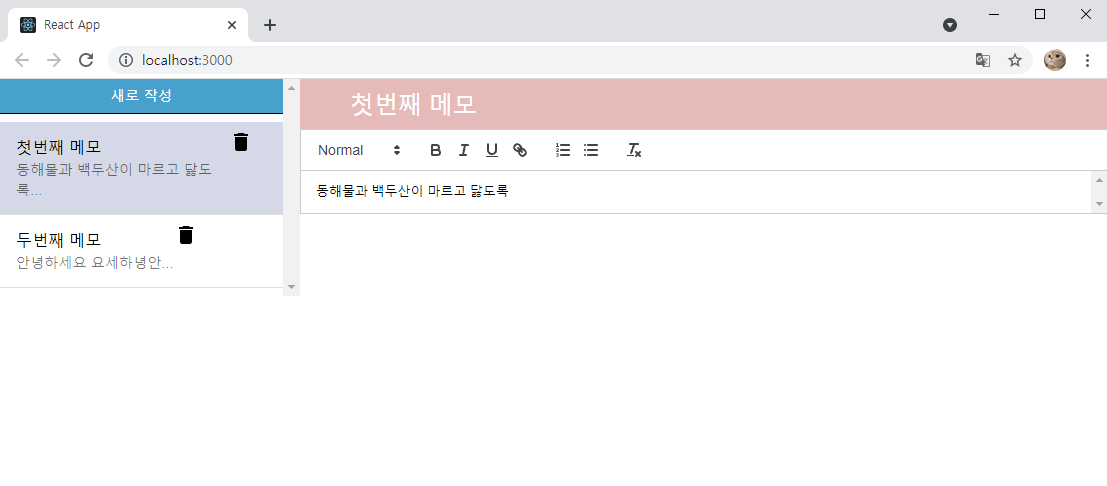 React App
localhost:3000
새로 작성
첫번째 메모
동해물과 백두산이 마르고 닳도
록...
두번째 메모
안녕하세요 요세하녕안...
첫번째 메모
Normal
동해물과 백두산이 마르고 닳도록